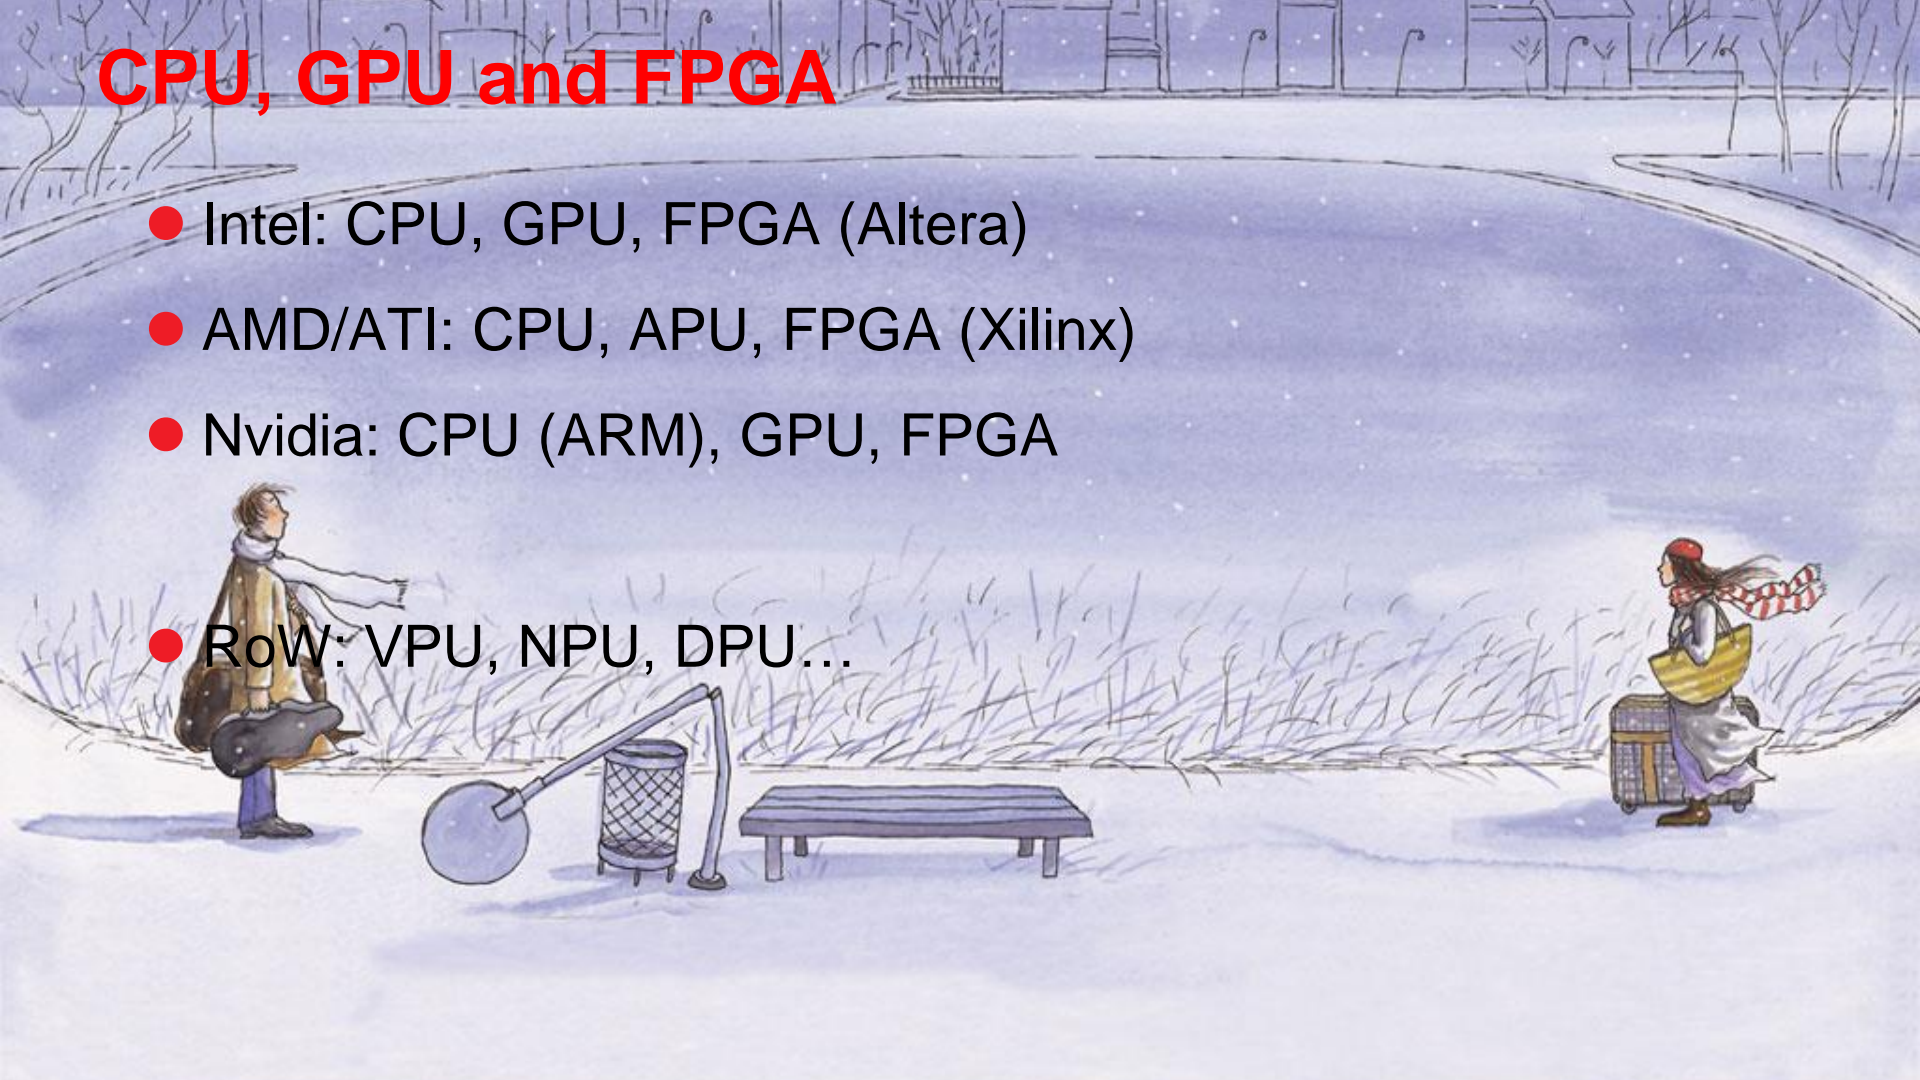 CPU, GPU and FPGA
Intel: CPU, GPU, FPGA (Altera)
AMD/ATI: CPU, APU, FPGA (Xilinx)
Nvidia: CPU (ARM), GPU, FPGA
RoW: VPU, NPU, DPU…